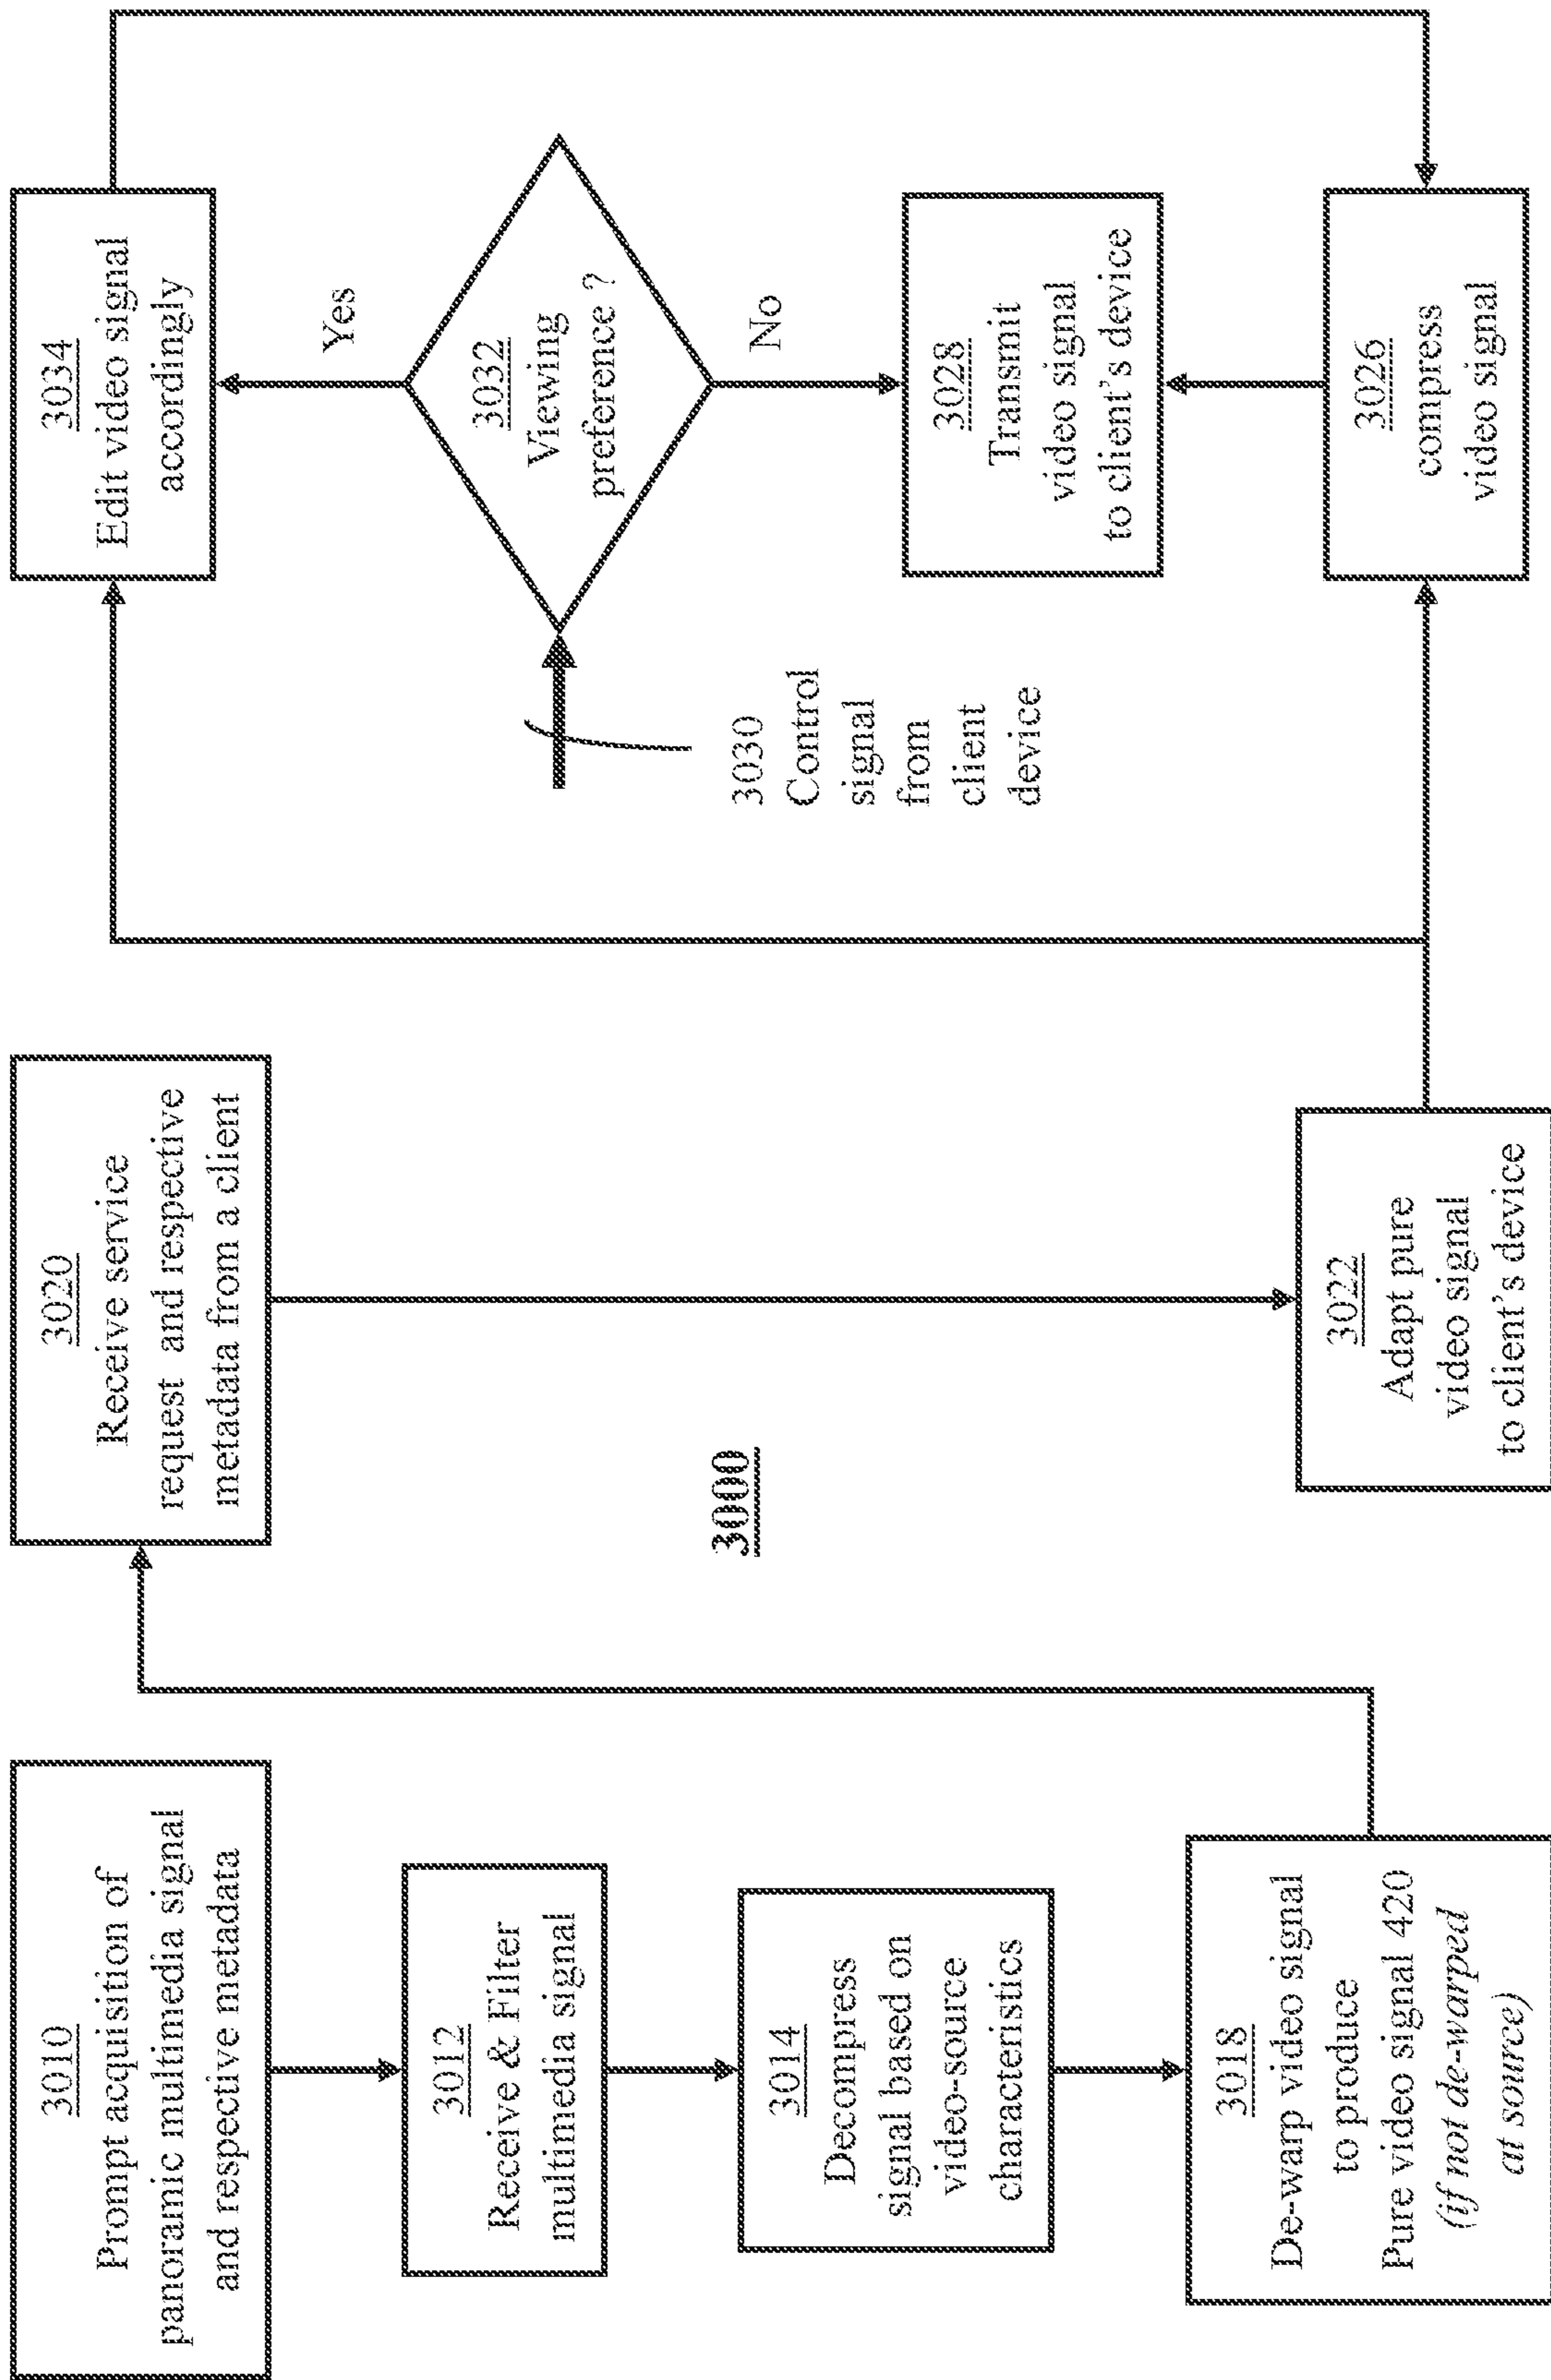 3010
Prompt acquisition of
panoramic multimedia signal
and respective metadata
3012
Receive & Filter
multimedia signal
3014
Decompress
signal based on
video-source
characteristics
3018
De-warp video signal
to produce
Pure video signal 420
(if not de-warped
at source)
3020
Receive service
request and respective
metadata from a client
3000
3022
Adapt pure
video signal
to client's device
3034
Edit video signal
accordingly
Yes
3032
Viewing
preference ?
No
3030 Control
signal
from
client
device
3028
Transmit
video signal
to client's device
3026
compress
video signal